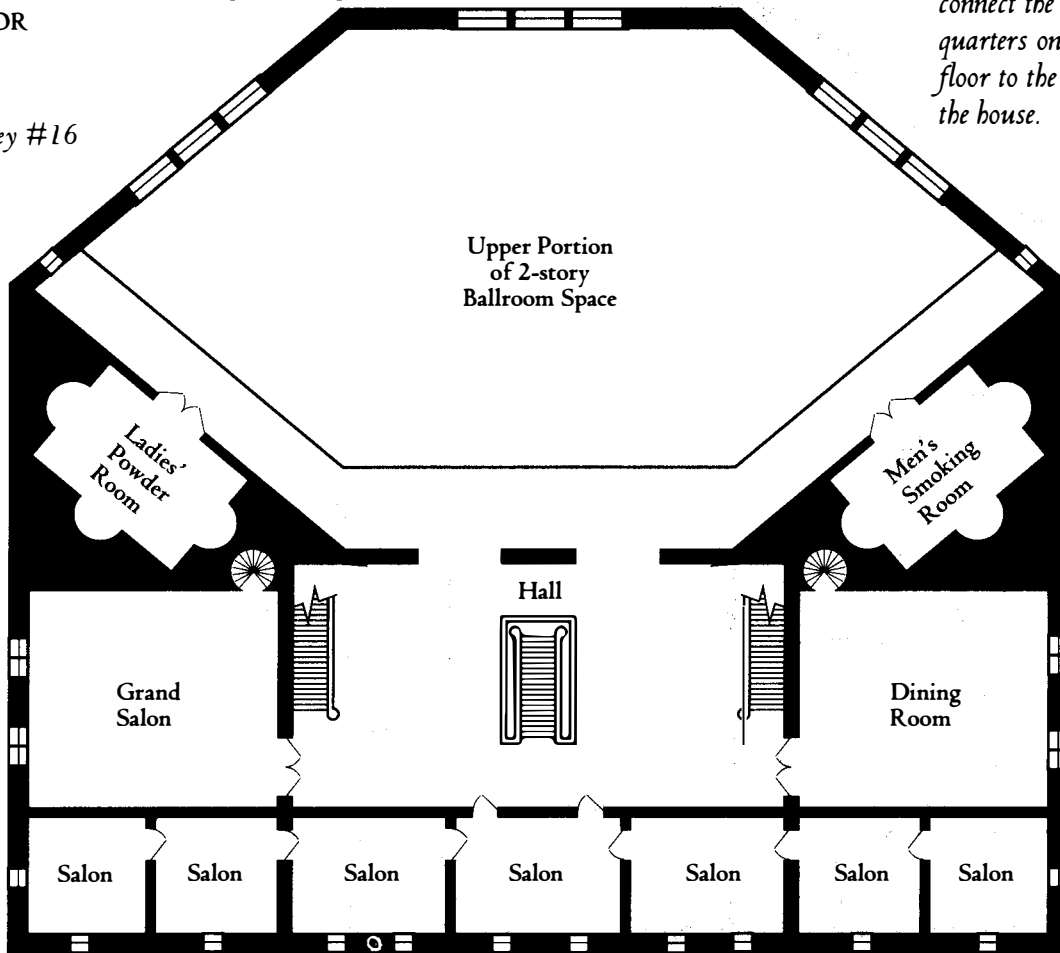 OR
ey #16
connect the
quarters on
floor to the
the house.
Upper Portion
of 2-story
Ballroom Space
Ladies'
Powder
Room
Men's
Smoking
Room
Hall
Grand
Salon
Dining
Room
Salon
Salon
Salon
Salon
Salon
Salon
Salon